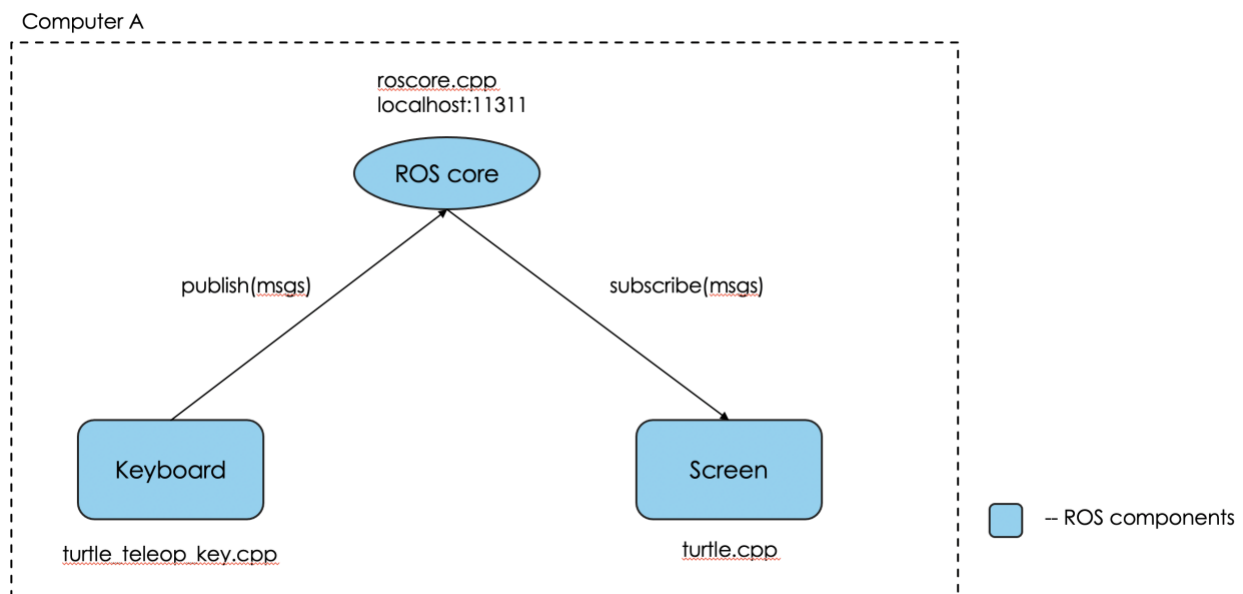 Computer A
roscore.cpp
localhost:11311
ROS core
publish(msgs)
subscribe(msgs)
Keyboard
Screen
-- ROS components
turtle_teleop_key.cpp
turtle.cpp